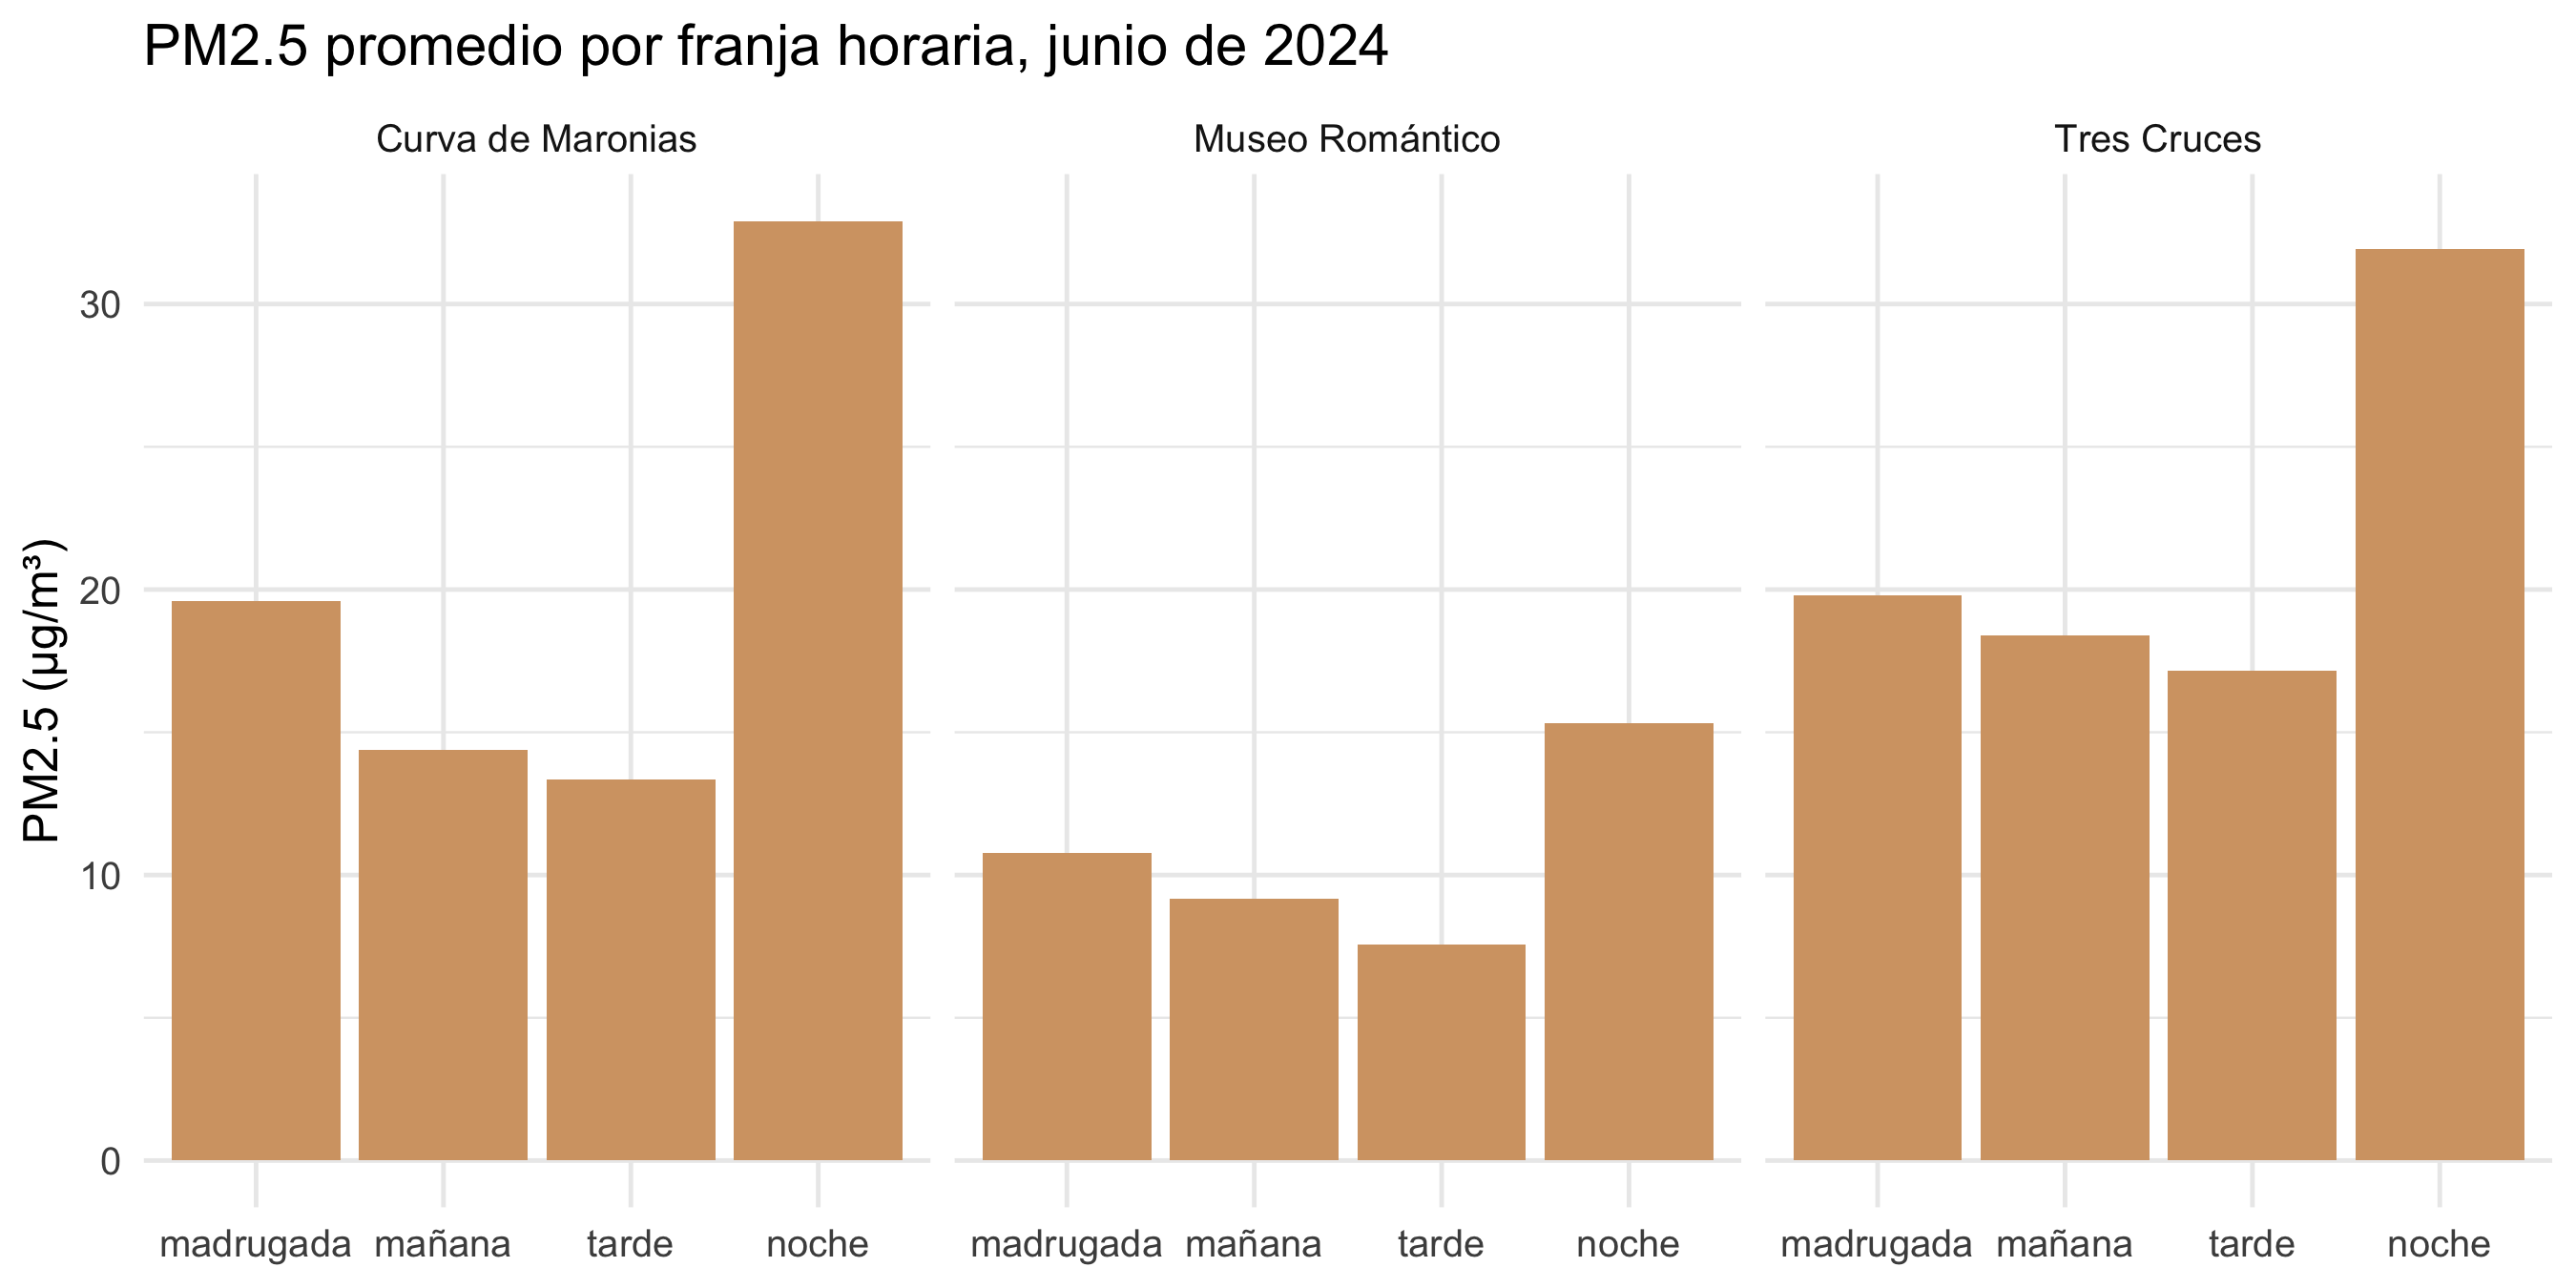 PM2.5 promedio por franja horaria, junio de 2024
Curva de Maronias
Museo Romántico
Tres Cruces
PM2.5 (µg/m³)
30
20
10
0
madrugada mañana tarde noche
madrugada mañana tarde noche
madrugada mañana tarde noche